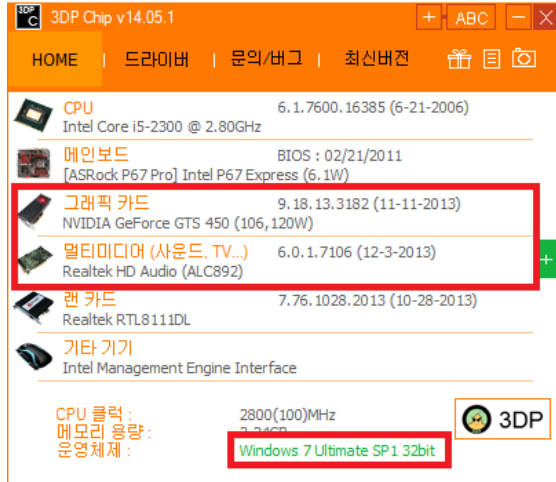 3DP Chip v14.05.1 + ABC
HOME 드라이버 문의/버그 최신버전
CPU 6.1.7600.16385 (6-21-2006)
Intel Core i5-2300 @ 2.80GHz
메인보드 BIOS : 02/21/2011
[ASRock P67 Pro] Intel P67 Express (6.1W)
그래픽 카드 9.18.13.3182 (11-11-2013)
NVIDIA GeForce GTS 450 (106,120W)
멀티미디어 (사운드, TV...) 6.0.1.7106 (12-3-2013)
Realtek HD Audio (ALC892)
랜 카드 7.76.1028.2013 (10-28-2013)
Realtek RTL8111DL
기타 기기
Intel Management Engine Interface
CPU 클럭 : 2800(100)MHz
메모리 용량 :
운영체제 : Windows 7 Ultimate SP1 32bit
3DP